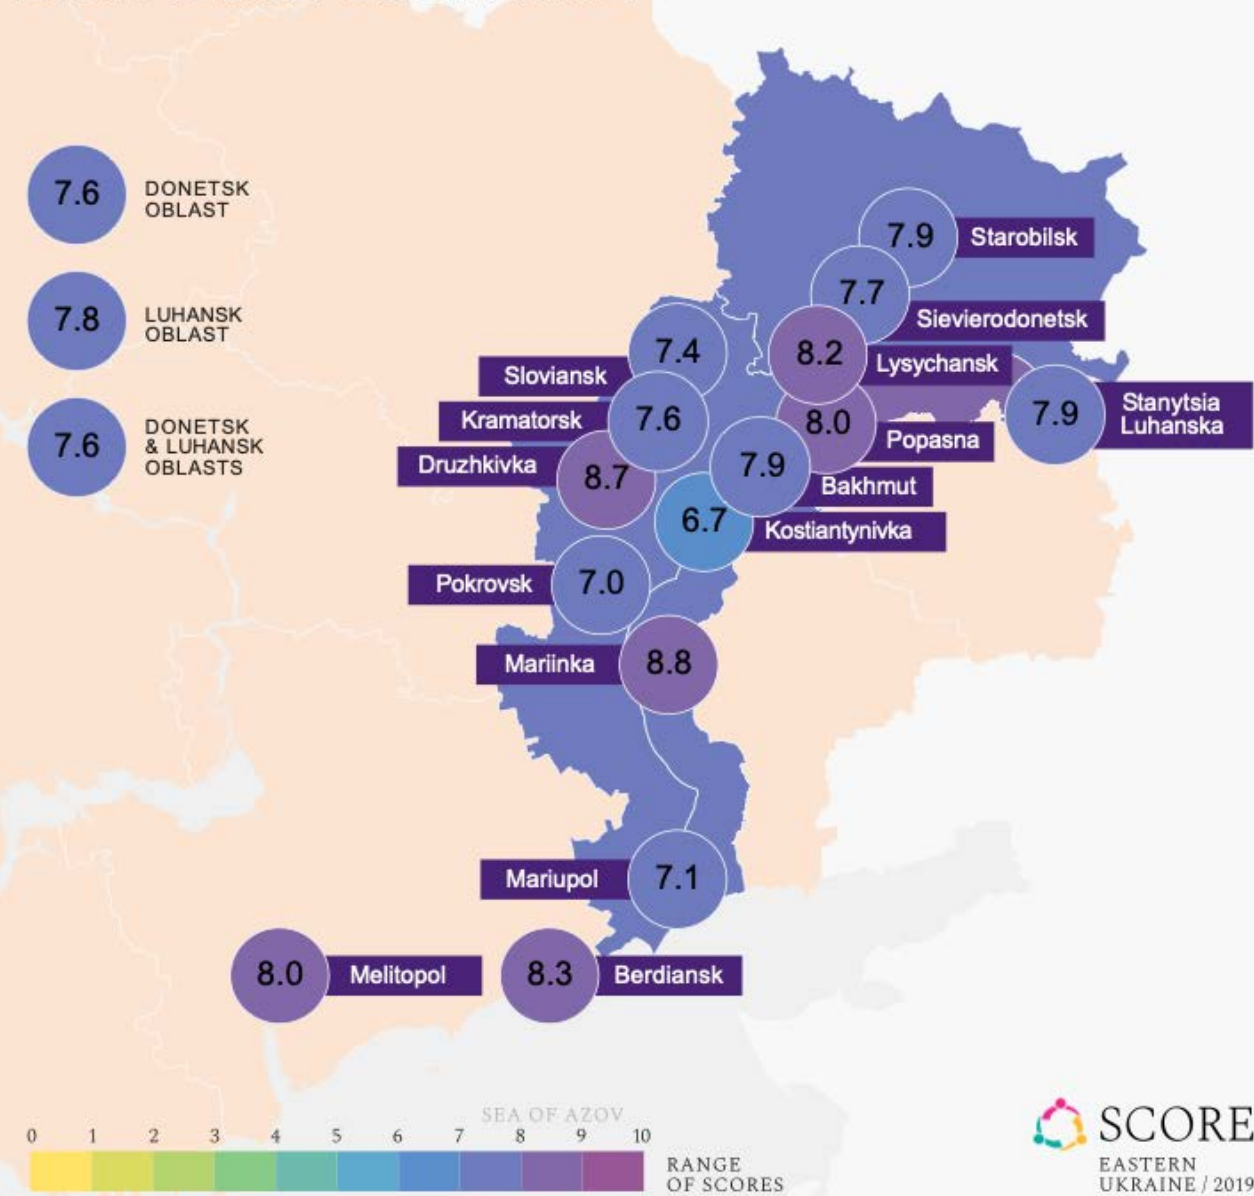 7.6
DONETSK
OBLAST
7.8
LUHANSK
OBLAST
7.6
DONETSK
& LUHANSK
OBLASTS
7.9
Starobilsk
7.7
Sievierodonetsk
8.2
Lysychansk
7.4
Sloviansk
7.9
Stanytsia
Luhanska
Kramatorsk
7.6
8.0
Popasna
Druzhkivka
8.7
7.9
Bakhmut
6.7
Kostiantynivka
Pokrovsk
7.0
Mariinka
8.8
Mariupol
7.1
8.0
Melitopol
8.3
Berdiansk
SEA OF AZOV
0 1 2 3 4 5 6 7 8 9 10
RANGE
OF SCORES
SCORE
EASTERN
UKRAINE / 2019